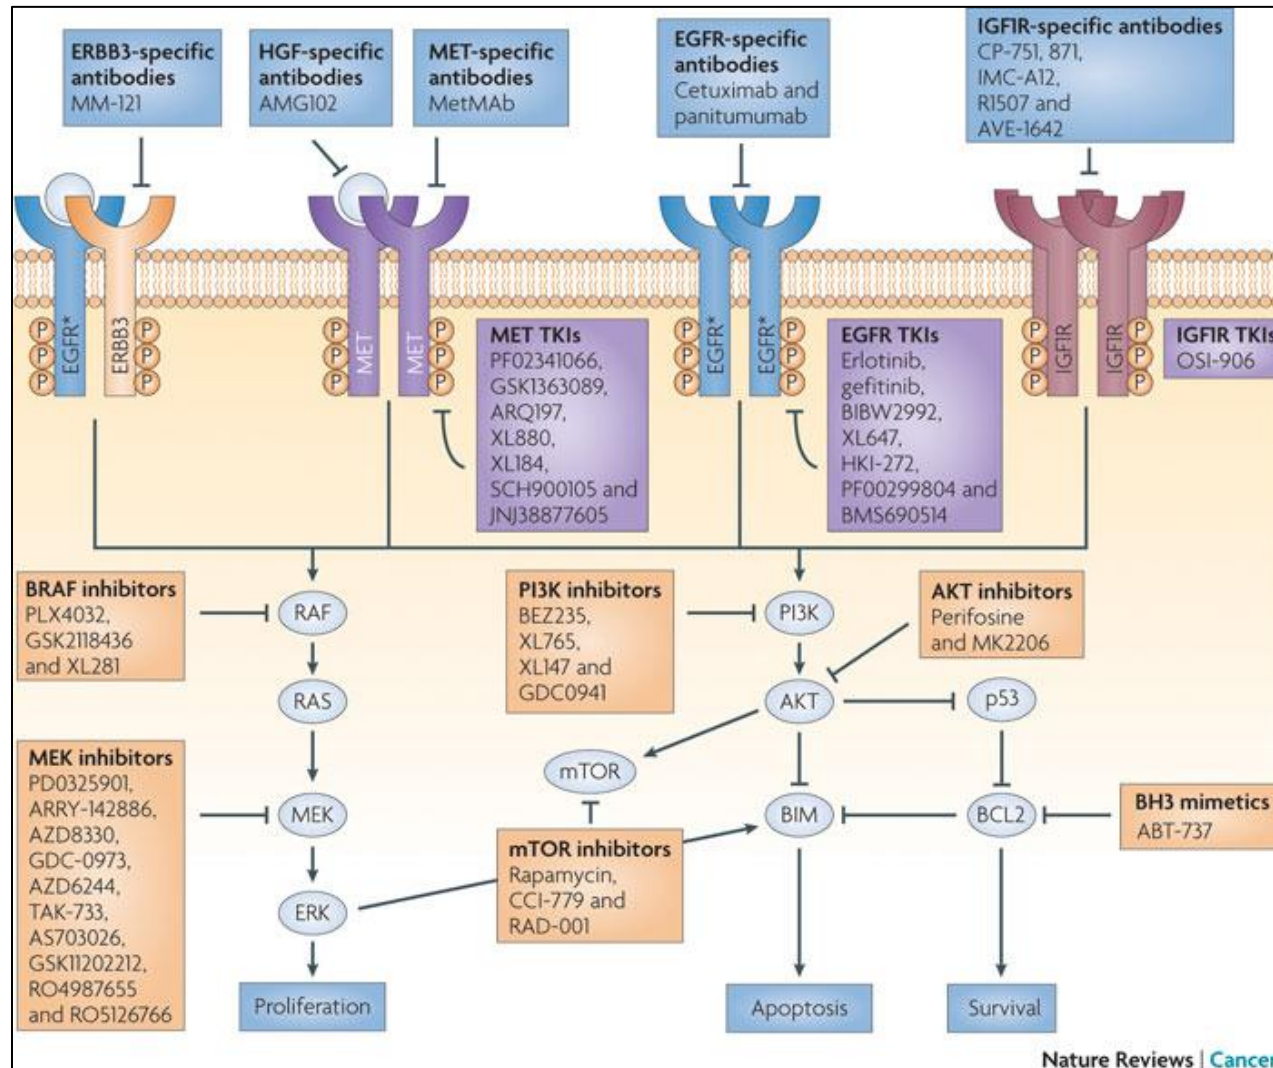 ERBB3-specific
antibodies
MM-121
HGF-specific
antibodies
AMG102
MET-specific
antibodies
MetMAb
EGFR-specific
antibodies
Cetuximab and
panitumumab
IGF1R-specific antibodies
CP-751, 871,
IMC-A12,
R1507 and
AVE-1642
P
P
P
EGFR*
ERBB3
P
P
P
P
P
P
MET
MET
P
P
P
MET TKIs
PF02341066,
GSK1363089,
ARQ197,
XL880,
XL184,
SCH900105 and
JNJ38877605
P
P
P
EGFR*
EGFR*
P
P
P
EGFR TKIs
Erlotinib,
gefitinib,
BIBW2992,
XL647,
HKI-272,
PF00299804 and
BMS690514
P
P
P
IGF1R
IGF1R
P
P
P
IGF1R TKIs
OSI-906
BRAF inhibitors
PLX4032,
GSK2118436
and XL281
RAF
PI3K inhibitors
BEZ235,
XL765,
XL147 and
GDC0941
PI3K
AKT inhibitors
Perifosine
and MK2206
RAS
AKT
p53
MEK inhibitors
PD0325901,
ARRY-142886,
AZD8330,
GDC-0973,
AZD6244,
TAK-733,
AS703026,
GSK11202212,
RO4987655
and RO5126766
mTOR
MEK
BIM
BCL2
BH3 mimetics
ABT-737
mTOR inhibitors
Rapamycin,
CCI-779 and
RAD-001
ERK
Proliferation
Apoptosis
Survival
Nature Reviews | Cancer